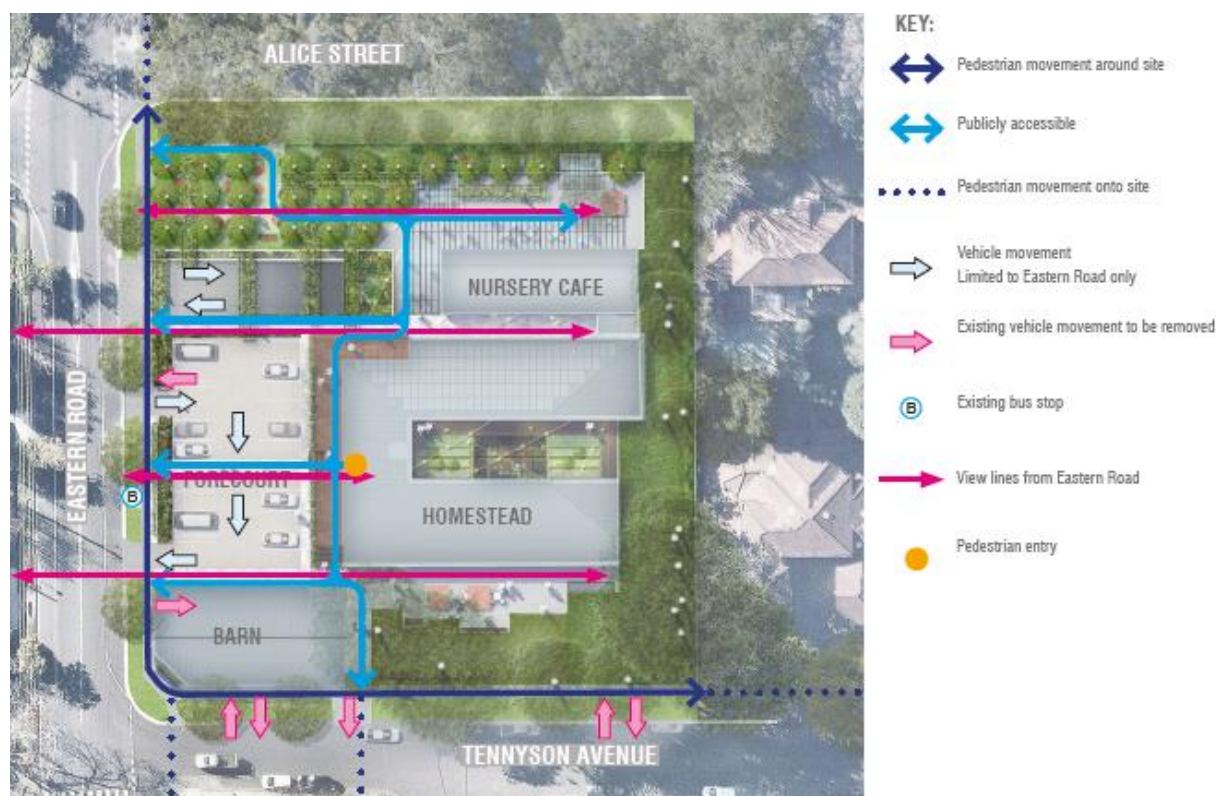 KEY:
ALICE STREET
Pedestrian movement around site
Publicly accessible
Pedestrian movement onto site
Vehicle movement
Limited to Eastern Road only
NURSERY CAFE
Existing vehicle movement to be removed
Existing bus stop
EASTERN ROAD
B
B
FORECOURT
View lines from Eastern Road
HOMESTEAD
Pedestrian entry
BARN
TENNYSON AVENUE